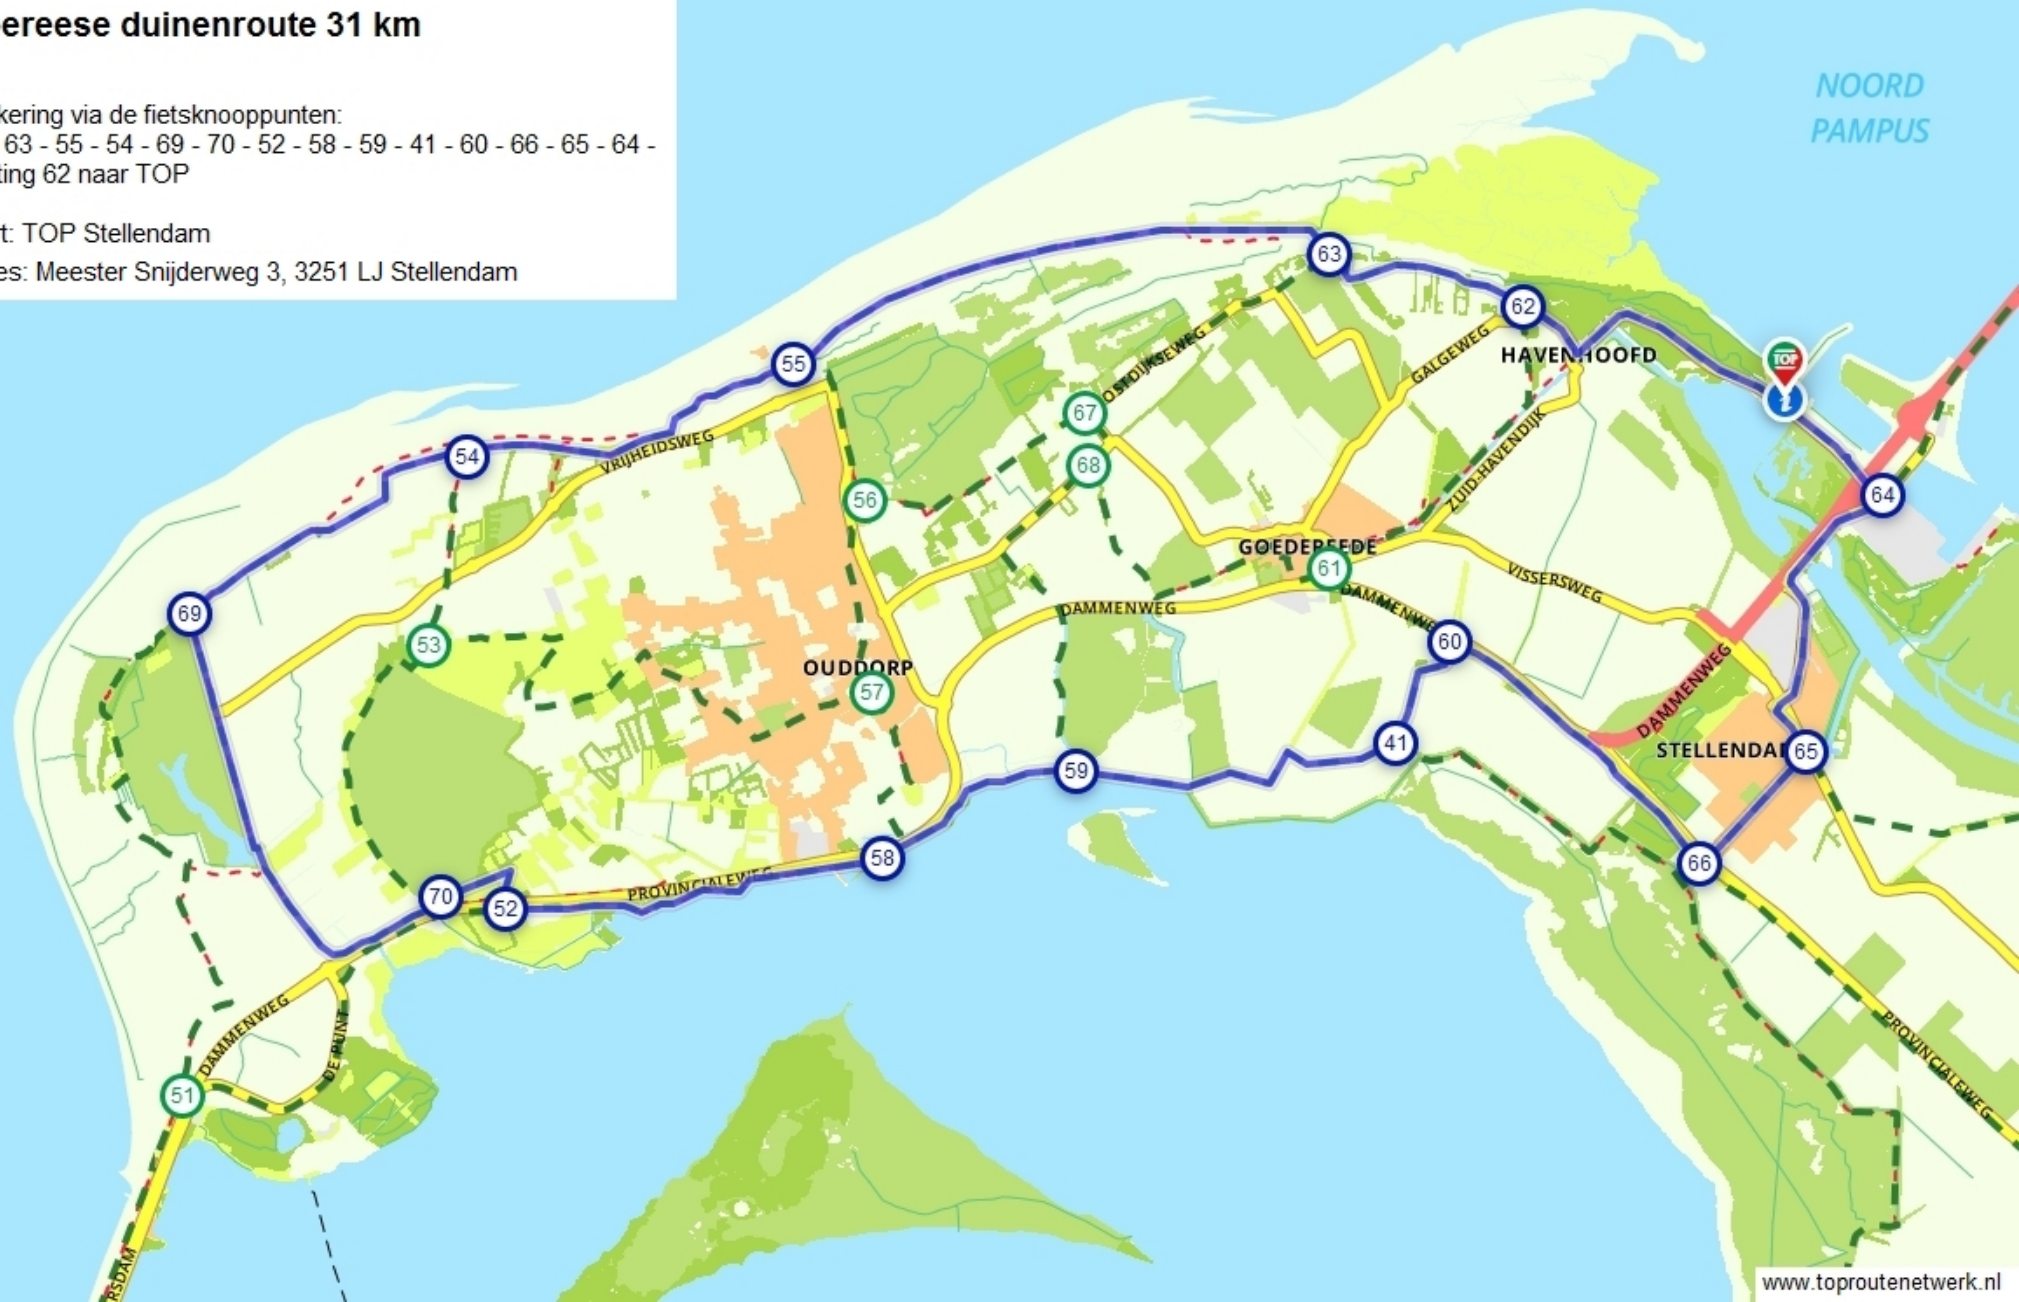 ereese duinenroute 31 km
kering via de fietsknooppunten:
63 - 55 - 54 - 69 - 70 - 52 - 58 - 59 - 41 - 60 - 66 - 65 - 64 -
ting 62 naar TOP
t: TOP Stellendam
es: Meester Snijderweg 3, 3251 LJ Stellendam
NOORD
PAMPUS
63
62
HAVENHOOFD
TOP
i
55
OSTDIJKSEWEG
GALGEWEG
67
68
54
VRIJHEIDSWEG
56
ZUID-HAVENDIJK
64
GOEDEREEDE
61
VISSERSWEG
69
53
DAMMENWEG
DAMMENWE
60
OUDDORP
57
DAMMENWEG
41
STELLENDA
65
59
58
66
70
52
PROVINCIALEWEG
DAMMENWEG
DE PUNT
51
PROVINCIALEWEG
RSDAM
www.toproutenetwerk.nl